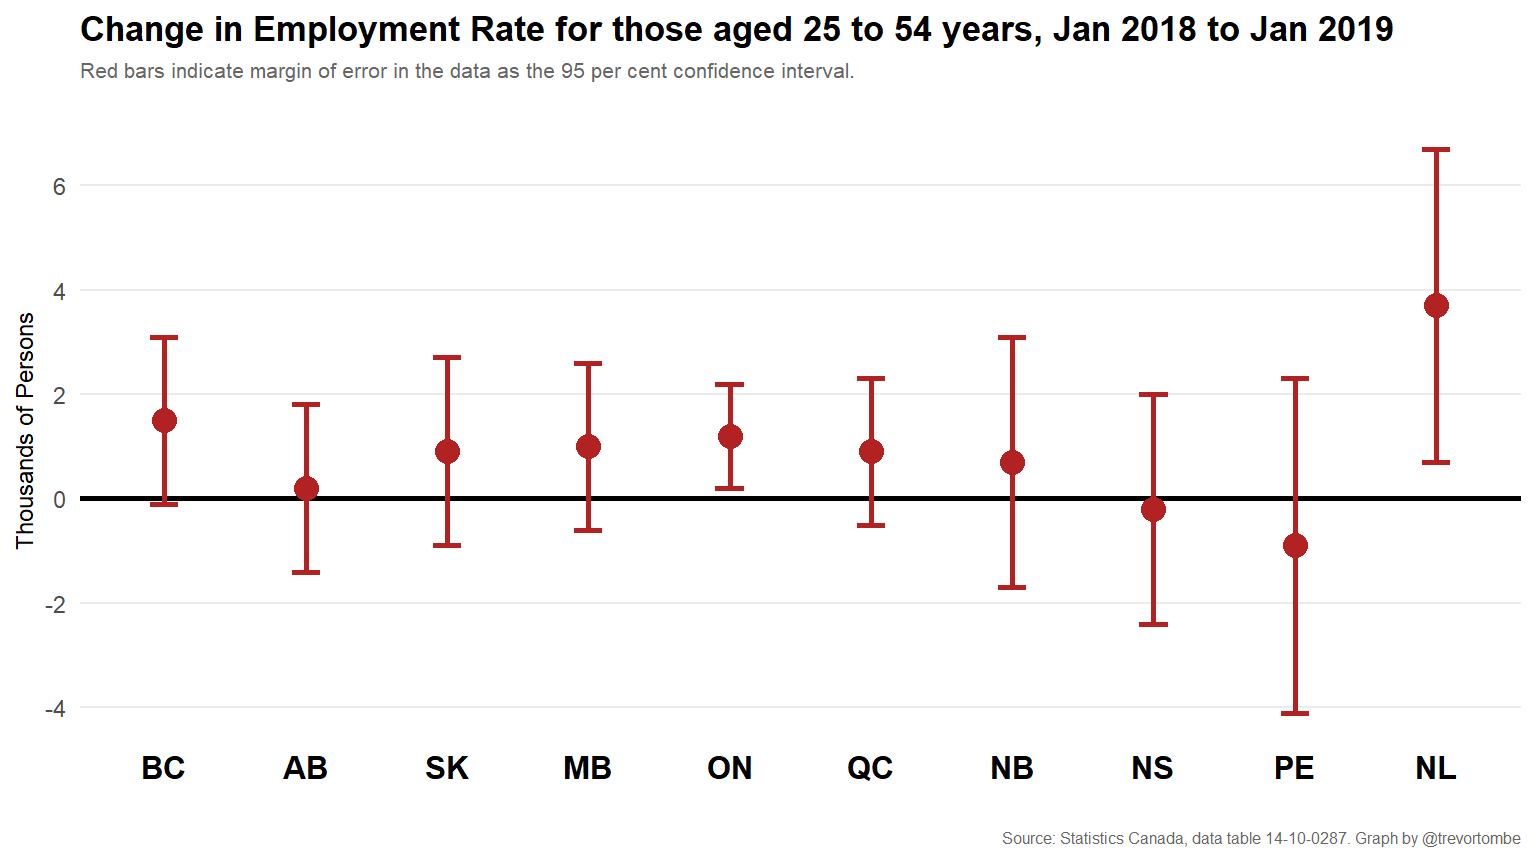 Change in Employment Rate for those aged 25 to 54 years, Jan 2018 to Jan 2019
Red bars indicate margin of error in the data as the 95 per cent confidence interval.
Thousands of Persons
6
4
2
0
-2
-4
BC AB SK MB ON QC NB NS PE NL
Source: Statistics Canada, data table 14-10-0287. Graph by @trevortombe